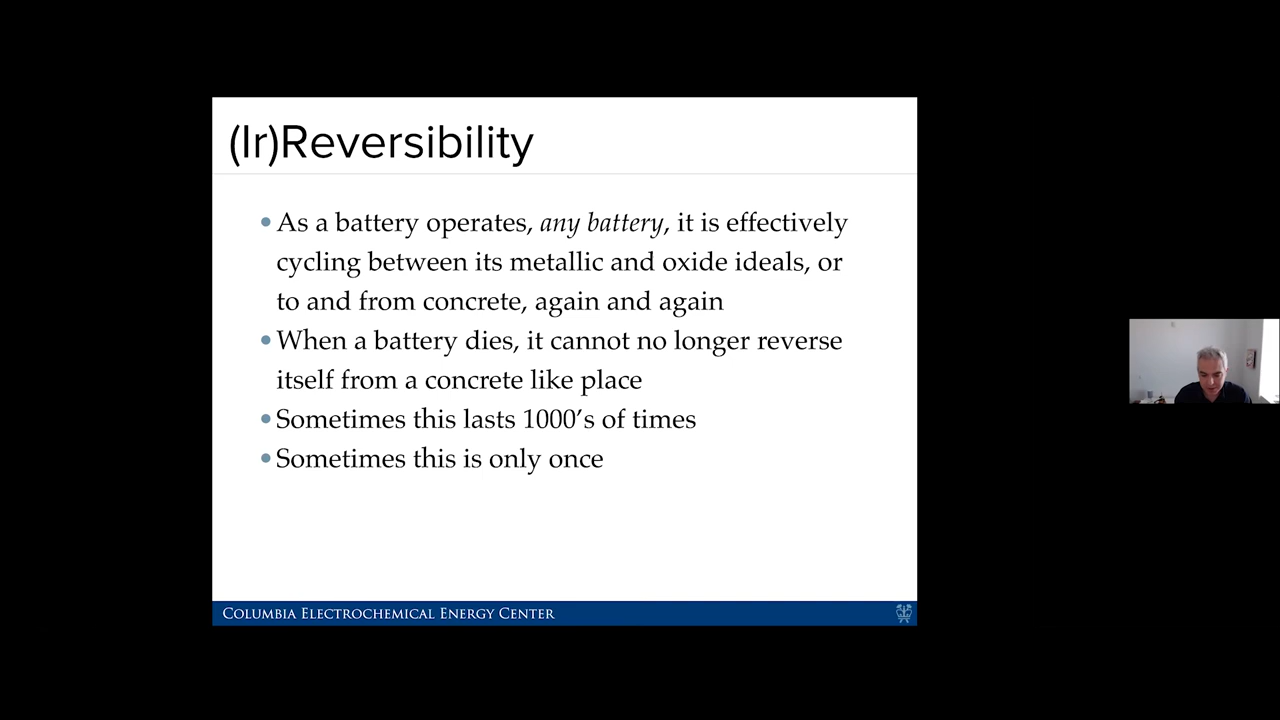 (Ir)Reversibility
•As a battery operates, any battery, it is effectively
cycling between its metallic and oxide ideals, or
to and from concrete, again and again
•When a battery dies, it cannot no longer reverse
itself from a concrete like place
•Sometimes this lasts 1000's of times
•Sometimes this is only once
COLUMBIA ELECTROCHEMICAL ENERGY CENTER